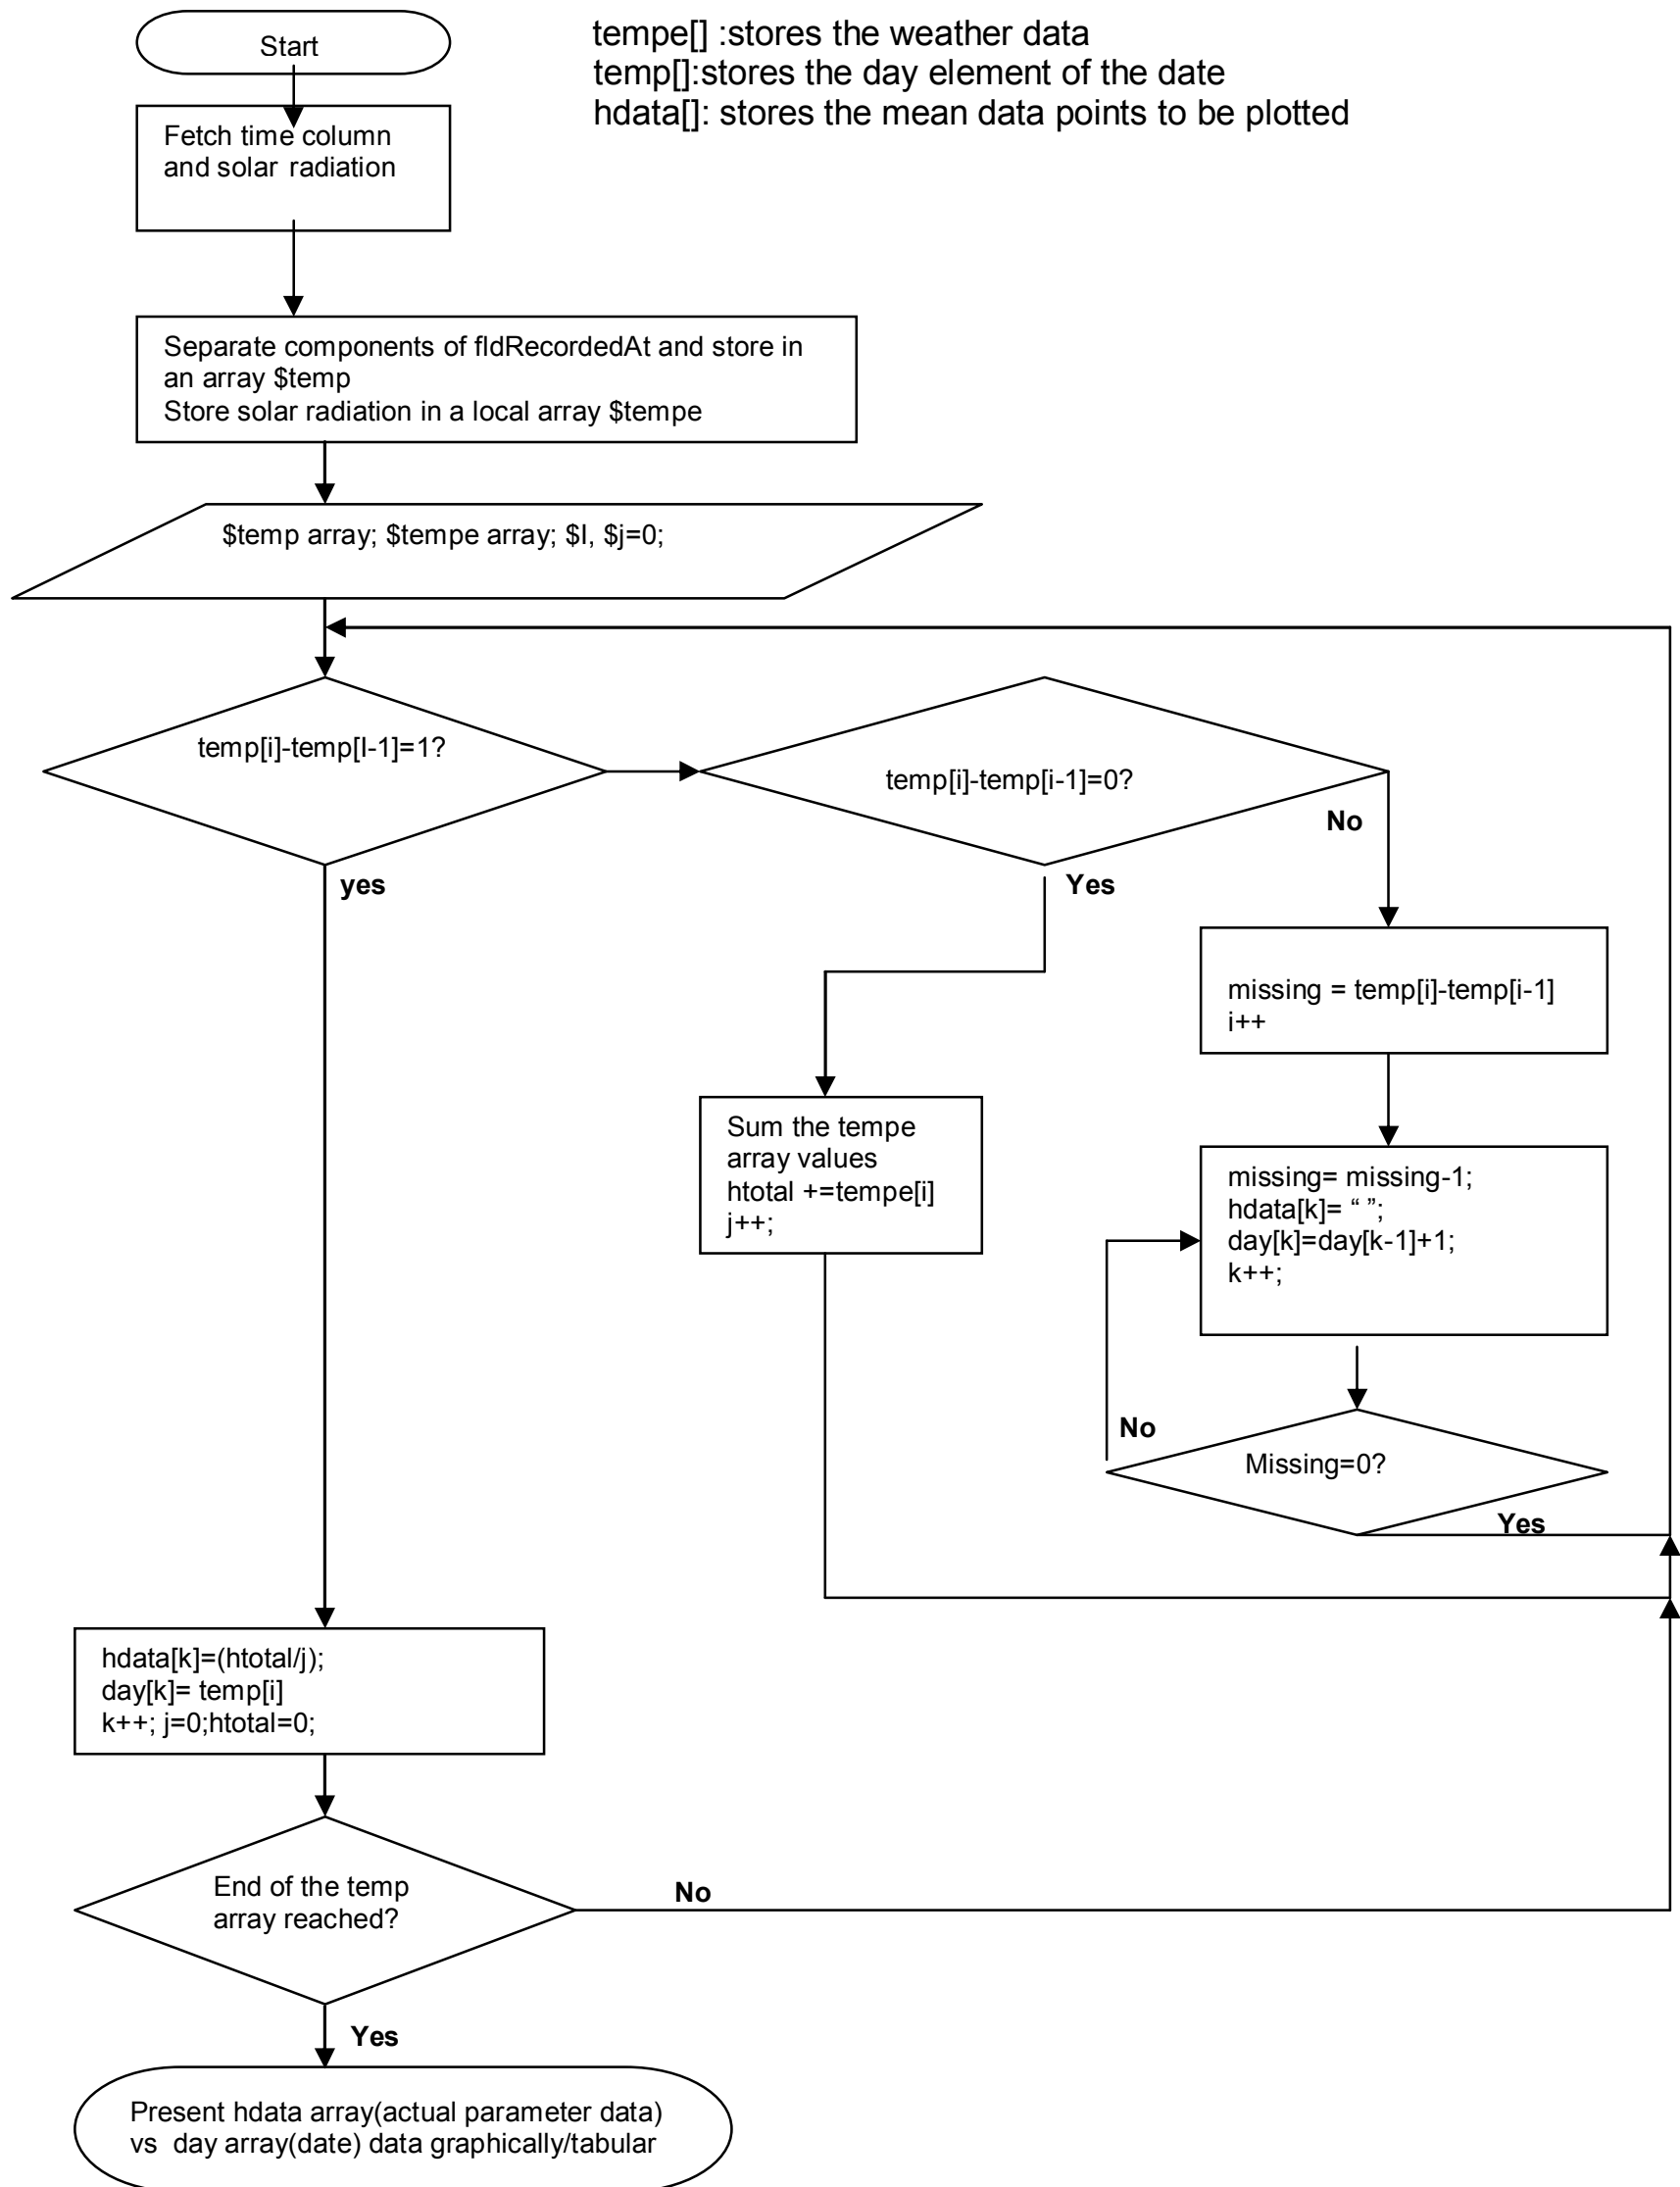 Start
tempe[] :stores the weather data
temp[]:stores the day element of the date
hdata[]: stores the mean data points to be plotted
Fetch time column
and solar radiation
Separate components of fldRecordedAt and store in
an array $temp
Store solar radiation in a local array $tempe
$temp array; $tempe array; $I, $j=0;
temp[i]-temp[I-1]=1?
temp[i]-temp[i-1]=0?
No
yes
Yes
missing = temp[i]-temp[i-1]
i++
Sum the tempe
array values
htotal +=tempe[i]
j++;
missing= missing-1;
hdata[k]= “ ”;
day[k]=day[k-1]+1;
k++;
No
Missing=0?
Yes
hdata[k]=(htotal/j);
day[k]= temp[i]
k++; j=0;htotal=0;
End of the temp
array reached?
No
Yes
Present hdata array(actual parameter data)
vs  day array(date) data graphically/tabular